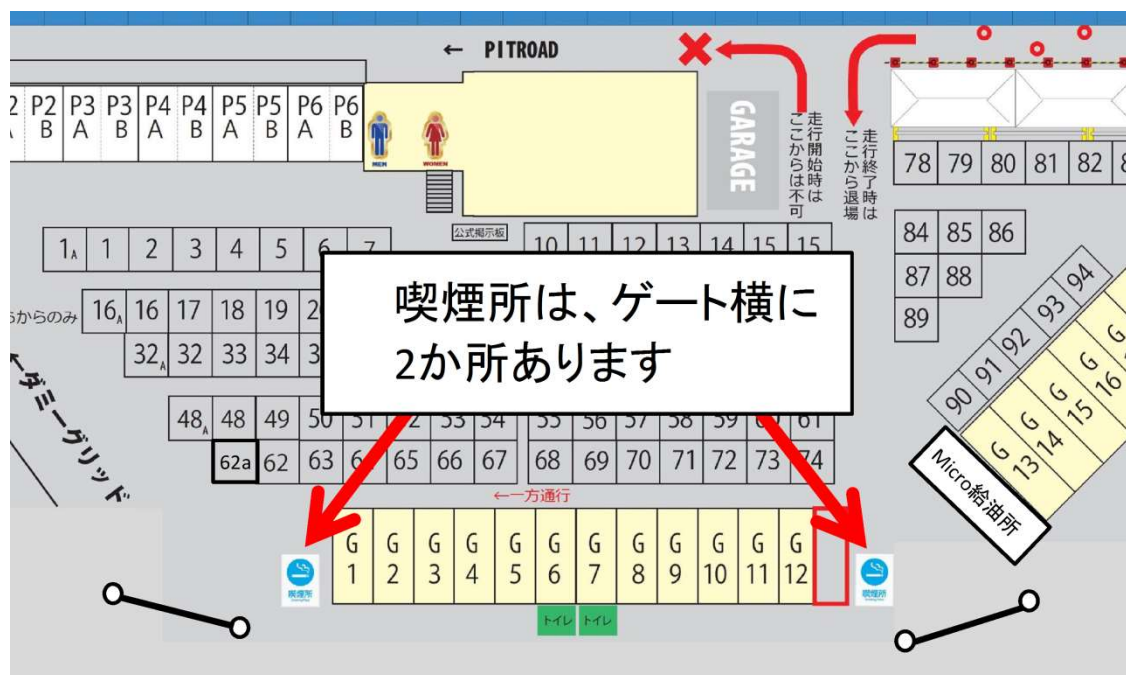 ← PITROAD
2 P2 P3 P3 P4 P4 P5 P5 P6 P6
B A B A B A B A B
MEN WOMEN
GARAGE
走行開始時は
ここからは不可
走行終了時は
ここから退場
78 79 80 81 82
公式掲示板
1A 1 2 3 4 5 6 7
10 11 12 13 14 15 15
84 85 86
87 88
89
らのみ 16A 16 17 18 19
32A 32 33 34
喫煙所は、ゲート横に
2か所あります
90 91 92 93 94
←ダミーグリッド
48A 48 49 50 51 53 54 55 56 57 58 59 61
62a 62 63 65 66 67 68 69 70 71 72 73 74
←一方通行
G G G G G G G G G G G G
1 2 3 4 5 6 7 8 9 10 11 12
G 13 G 14 G 15 G 16 G
Micro給油所
喫煙所
喫煙所
トイレ トイレ